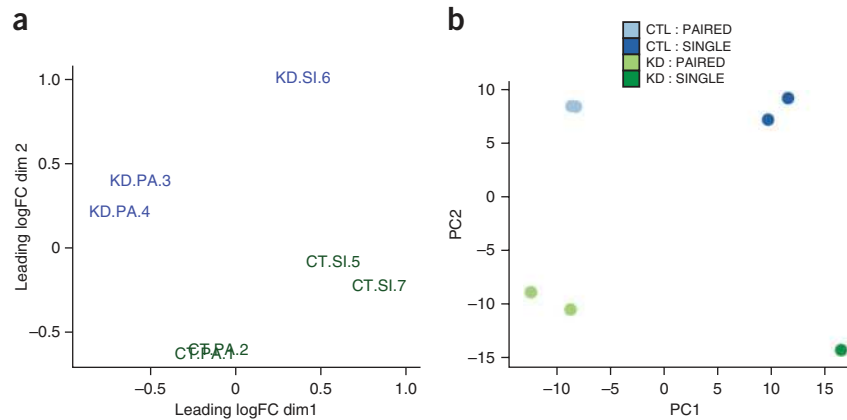 a
Leading logFC dim 2
1.0
0.5
0
−0.5
KD.SI.6
KD.PA.3
KD.PA.4
CT.SI.5
CT.SI.7
CT.PA.1
CT.PA.2
−0.5
0
0.5
1.0
Leading logFC dim1
b
CTL : PAIRED
CTL : SINGLE
KD : PAIRED
KD : SINGLE
PC2
10
5
0
−5
−10
−15
−10
−5
0
5
10
15
PC1